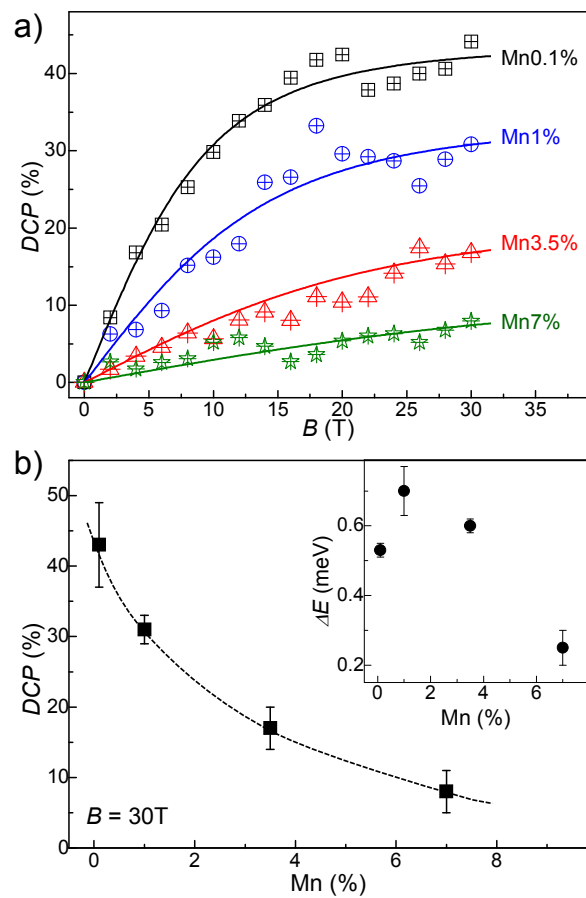 a)
DCP (%)
40
30
20
10
0
Mn0.1%
Mn1%
Mn3.5%
Mn7%
0 5 10 15 20 25 30 35
B (T)
b)
DCP (%)
50
40
30
20
10
0
B = 30T
0 2 4 6 8
Mn (%)
ΔE (meV)
0.6
0.4
0.2
0 2 4 6
Mn (%)